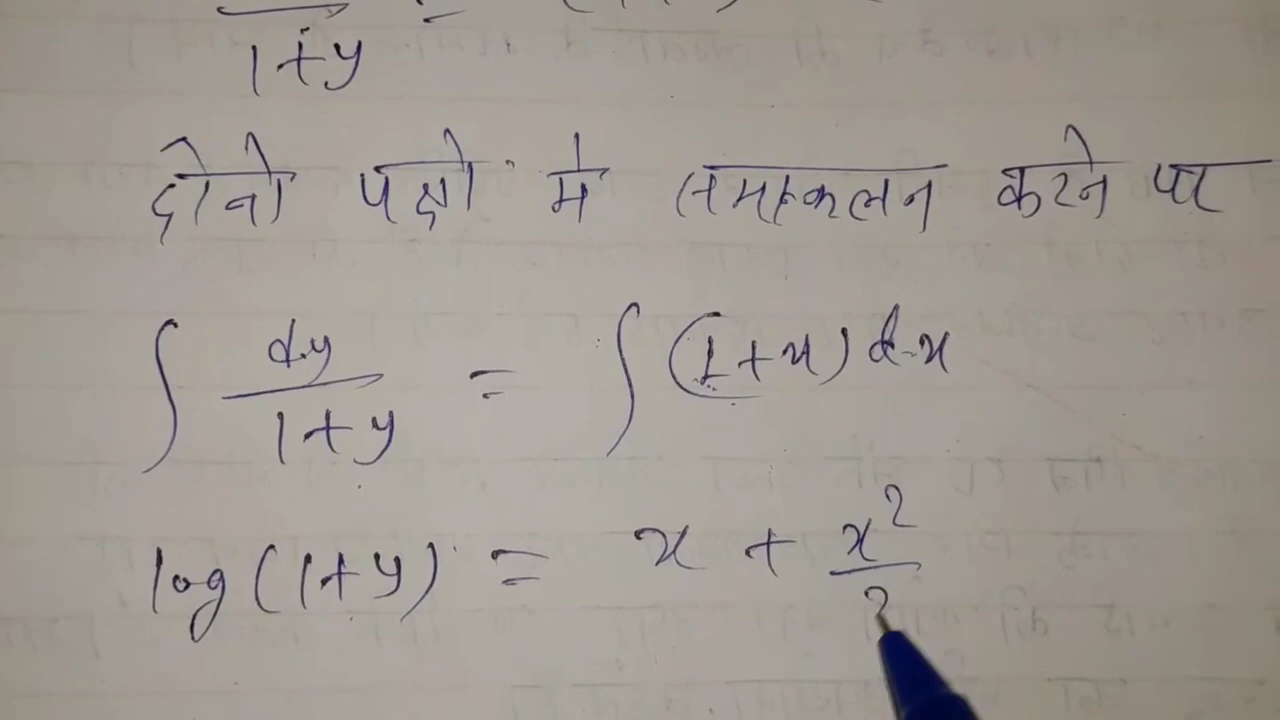 1+y
दोनो पक्षो मे समाकलन करने पर
∫ dy/(1+y) = ∫ (1+x) dx
log(1+y) = x + x²/2